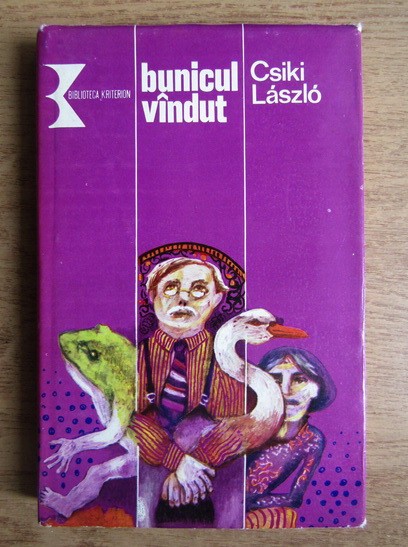 BIBLIOTECA KRITERION
bunicul
vîndut
Csiki
László